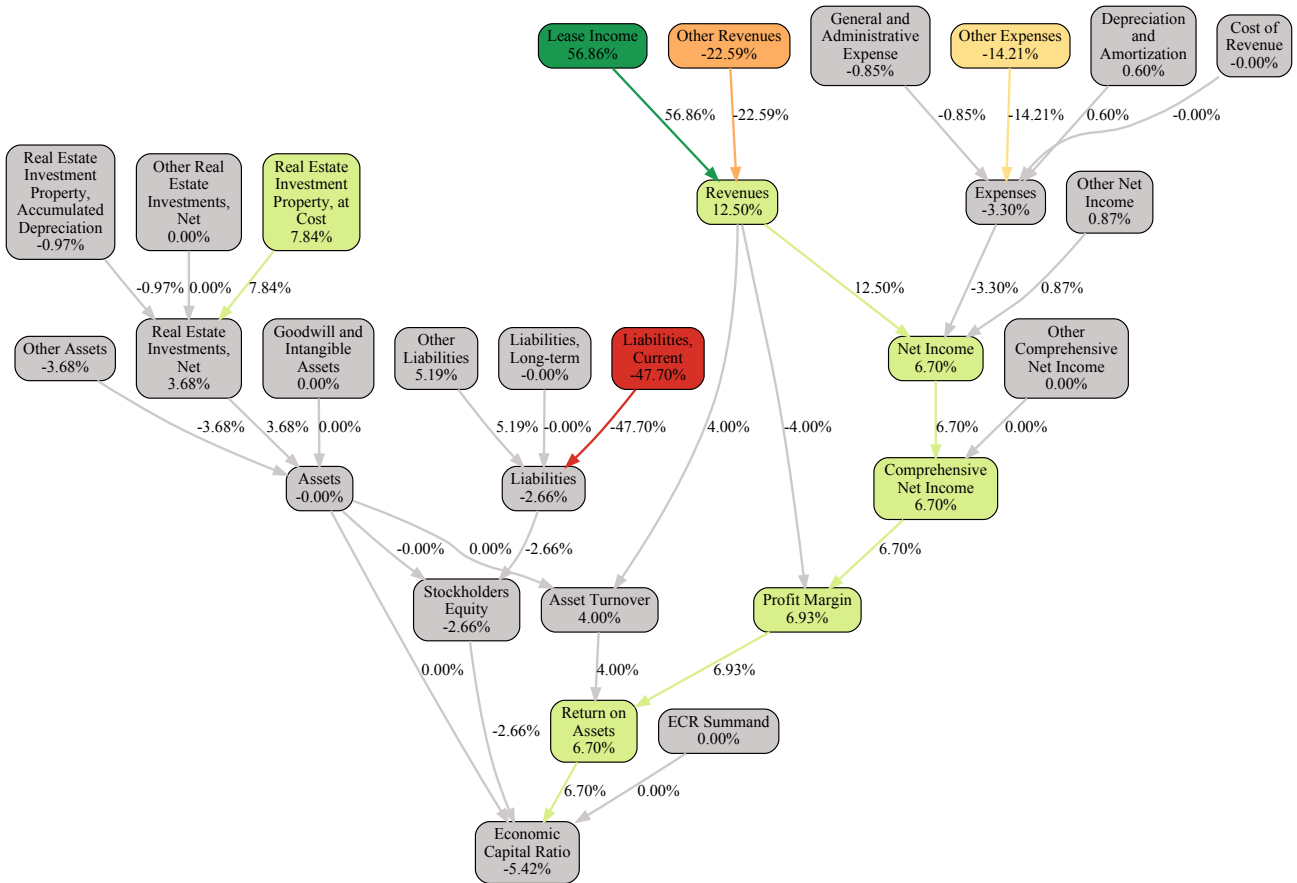 Lease Income
56.86%
Other Revenues
-22.59%
General and
Administrative
Expense
-0.85%
Other Expenses
-14.21%
Depreciation
and
Amortization
0.60%
Cost of
Revenue
-0.00%
56.86%
-22.59%
-0.85%
-14.21%
0.60%
-0.00%
Real Estate
Investment
Property,
Accumulated
Depreciation
-0.97%
Other Real
Estate
Investments,
Net
0.00%
Real Estate
Investment
Property, at
Cost
7.84%
Revenues
12.50%
Expenses
-3.30%
Other Net
Income
0.87%
-0.97%
0.00%
7.84%
12.50%
-3.30%
0.87%
Other Assets
-3.68%
Real Estate
Investments,
Net
3.68%
Goodwill and
Intangible
Assets
0.00%
Other
Liabilities
5.19%
Liabilities,
Long-term
-0.00%
Liabilities,
Current
-47.70%
Net Income
6.70%
Other
Comprehensive
Net Income
0.00%
-3.68%
3.68%
0.00%
5.19%
-0.00%
-47.70%
4.00%
-4.00%
6.70%
0.00%
Assets
-0.00%
Liabilities
-2.66%
Comprehensive
Net Income
6.70%
-0.00%
0.00%
-2.66%
6.70%
Stockholders
Equity
-2.66%
Asset Turnover
4.00%
Profit Margin
6.93%
0.00%
4.00%
6.93%
Return on
Assets
6.70%
ECR Summand
0.00%
-2.66%
6.70%
0.00%
Economic
Capital Ratio
-5.42%